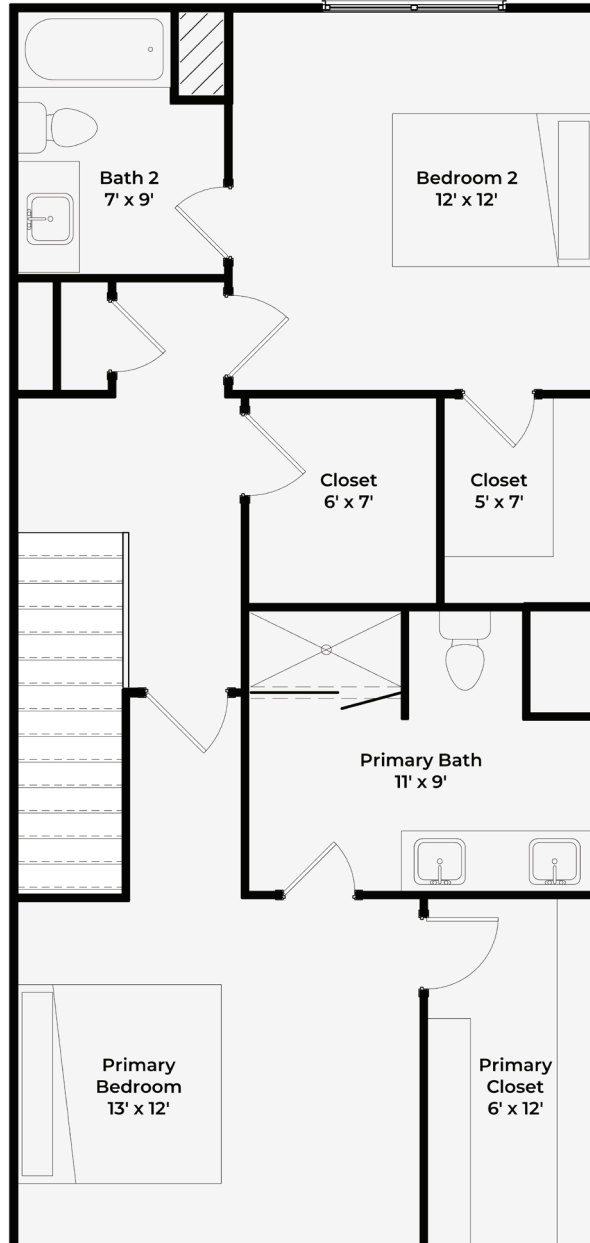 Bath 2
7' x 9'
Bedroom 2
12' x 12'
Closet
6' x 7'
Closet
5' x 7'
Primary Bath
11' x 9'
Primary
Bedroom
13' x 12'
Primary
Closet
6' x 12'